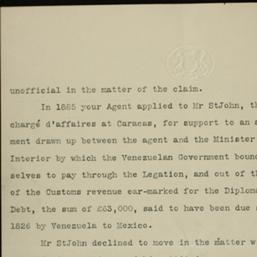 unofficial in the matter of the claim.
In 1885 your Agent applied to Mr StJohn, th
chargé d'affaires at Caracas, for support to an a
ment drawn up between the agent and the Minister
Interior by which the Venezuelan Government boun
selves to pay through the Legation, and out of th
of the Customs revenue ear-marked for the Diplom
Debt, the sum of £63,000, said to have been due
1826 by Venezuela to Mexico.
Mr StJohn declined to move in the matter w